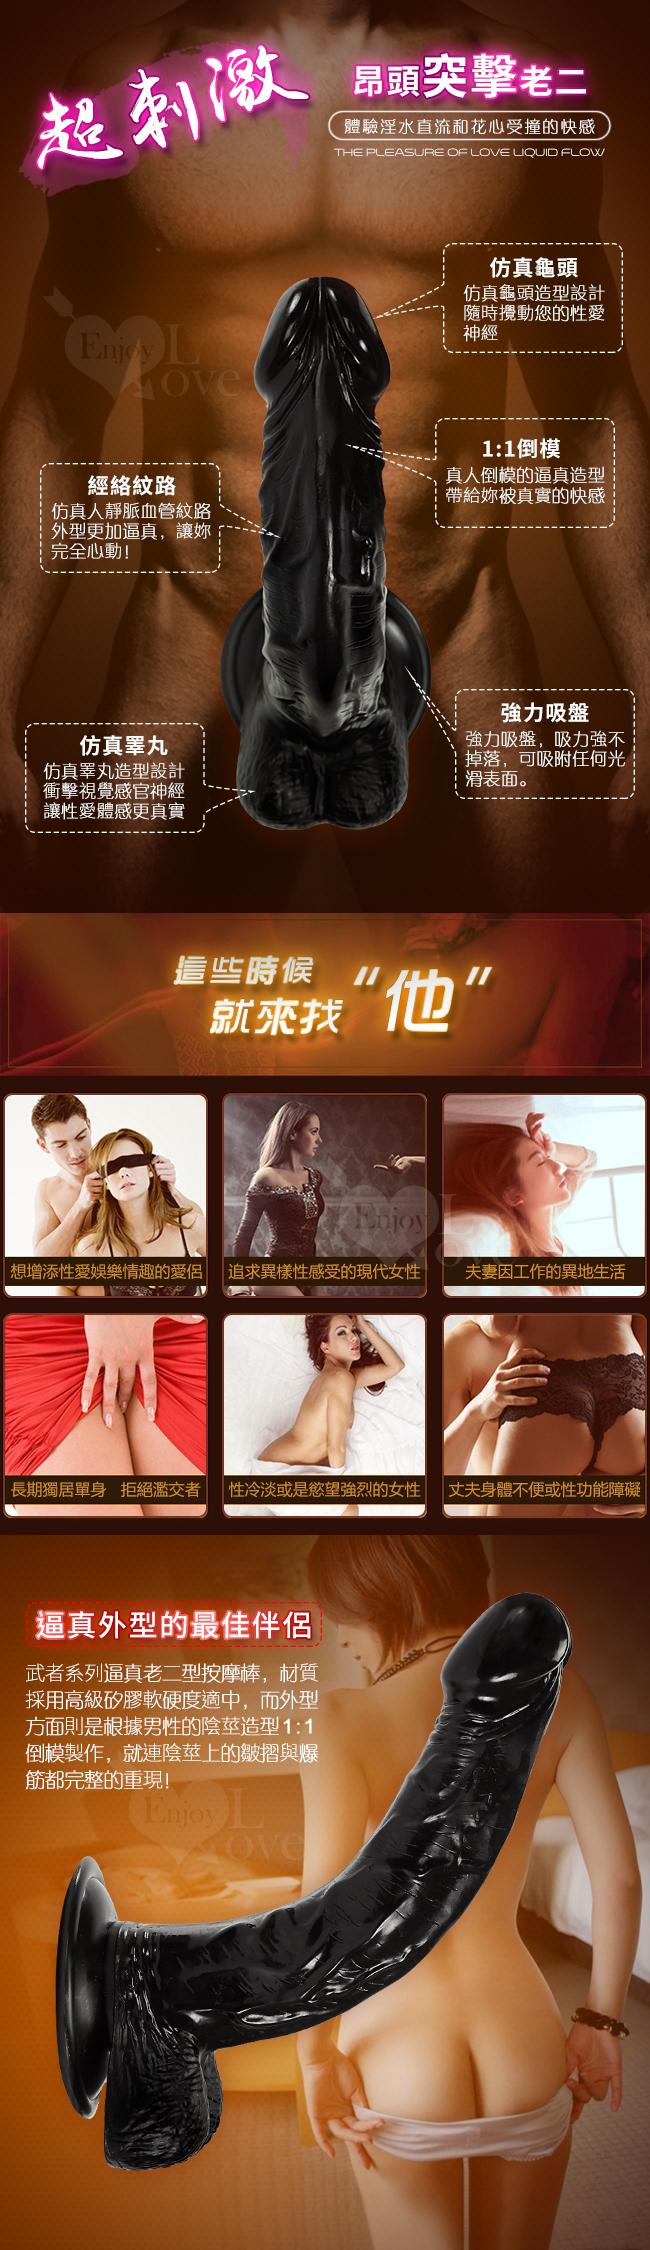 超刺激
昂頭突擊老二
體驗淫水直流和花心受撞的快感
THE PLEASURE OF LOVE LIQUID FLOW
仿真龜頭
仿真龜頭造型設計
隨時攪動您的性愛
神經
Enjoy Love
1:1倒模
真人倒模的逼真造型
帶給妳被真實的快感
經絡紋路
仿真人靜脈血管紋路
外型更加逼真，讓妳
完全心動！
強力吸盤
強力吸盤，吸力強不
掉落，可吸附任何光
滑表面。
仿真睪丸
仿真睪丸造型設計
衝擊視覺感官神經
讓性愛體感更真實
這些時候
就來找“他”
Enjoy Love
想增添性愛娛樂情趣的愛侶
追求異樣性感受的現代女性
夫妻因工作的異地生活
長期獨居單身 拒絕濫交者
性冷淡或是慾望強烈的女性
丈夫身體不便或性功能障礙
逼真外型的最佳伴侶
武者系列逼真老二型按摩棒，材質
採用高級矽膠軟硬度適中，而外型
方面則是根據男性的陰莖造型1:1
倒模製作，就連陰莖上的皺摺與爆
筋都完整的重現！
Enjoy Love